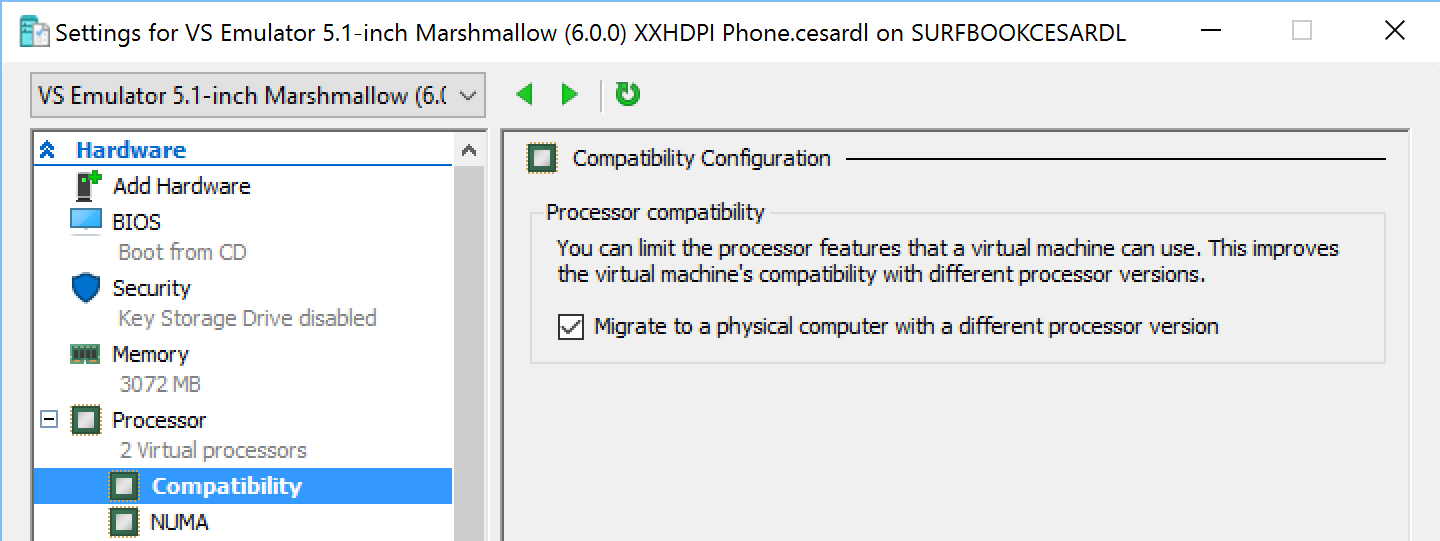 Settings for VS Emulator 5.1-inch Marshmallow (6.0.0) XXHDPI Phone.cesardl on SURFBOOKCESARDL
VS Emulator 5.1-inch Marshmallow (6.(
Hardware
Add Hardware
BIOS
Boot from CD
Security
Key Storage Drive disabled
Memory
3072 MB
Processor
2 Virtual processors
Compatibility
NUMA
Compatibility Configuration
Processor compatibility
You can limit the processor features that a virtual machine can use. This improves
the virtual machine's compatibility with different processor versions.
Migrate to a physical computer with a different processor version